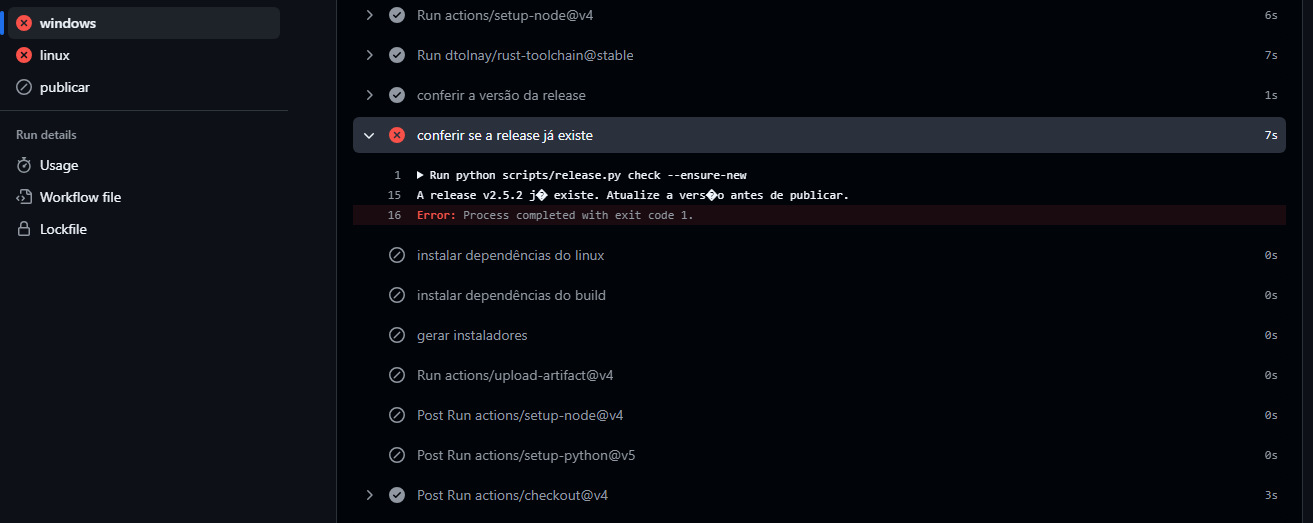 windows
linux
publicar
Run details
Usage
Workflow file
Lockfile
Run actions/setup-node@v4 6s
Run dtolnay/rust-toolchain@stable 7s
conferir a versão da release 1s
conferir se a release já existe 7s
1 Run python scripts/release.py check --ensure-new
15 A release v2.5.2 j� existe. Atualize a vers�o antes de publicar.
16 Error: Process completed with exit code 1.
instalar dependências do linux 0s
instalar dependências do build 0s
gerar instaladores 0s
Run actions/upload-artifact@v4 0s
Post Run actions/setup-node@v4 0s
Post Run actions/setup-python@v5 0s
Post Run actions/checkout@v4 3s